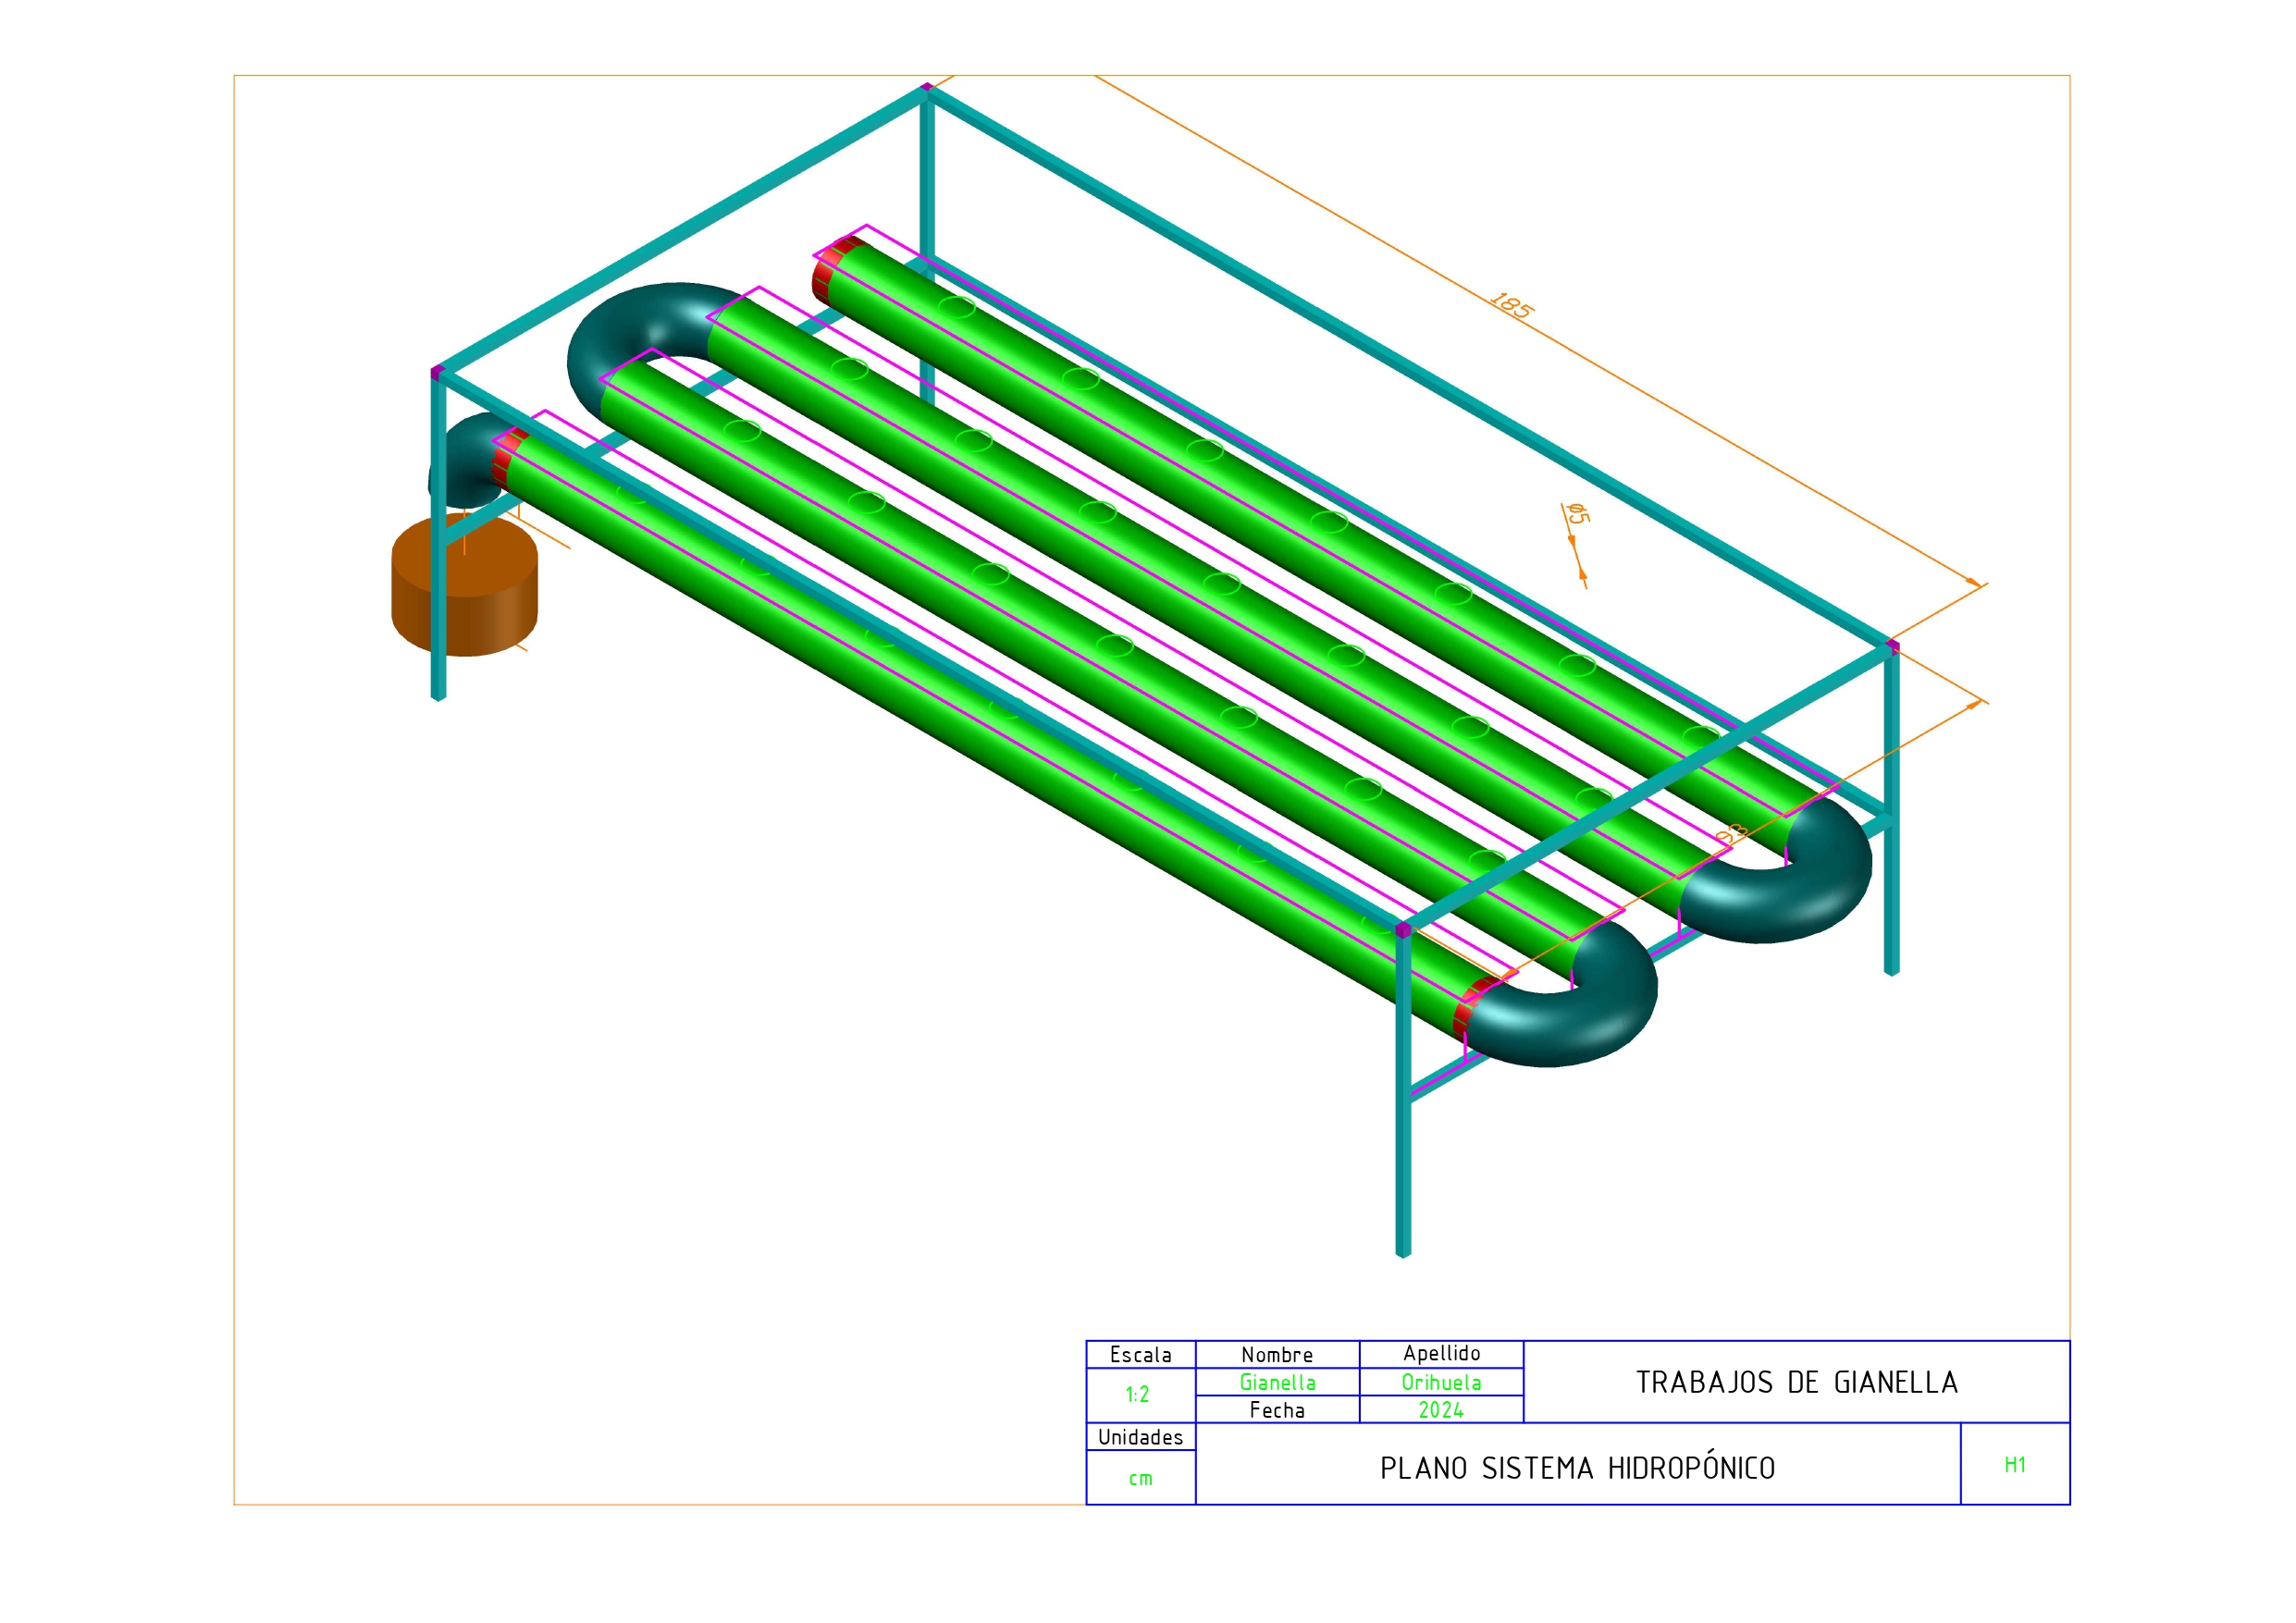 185
ø5
93
Escala
Nombre
Apellido
TRABAJOS DE GIANELLA
1:2
Gianella
Orihuela
Fecha
2024
Unidades
cm
PLANO SISTEMA HIDROPÓNICO
H1